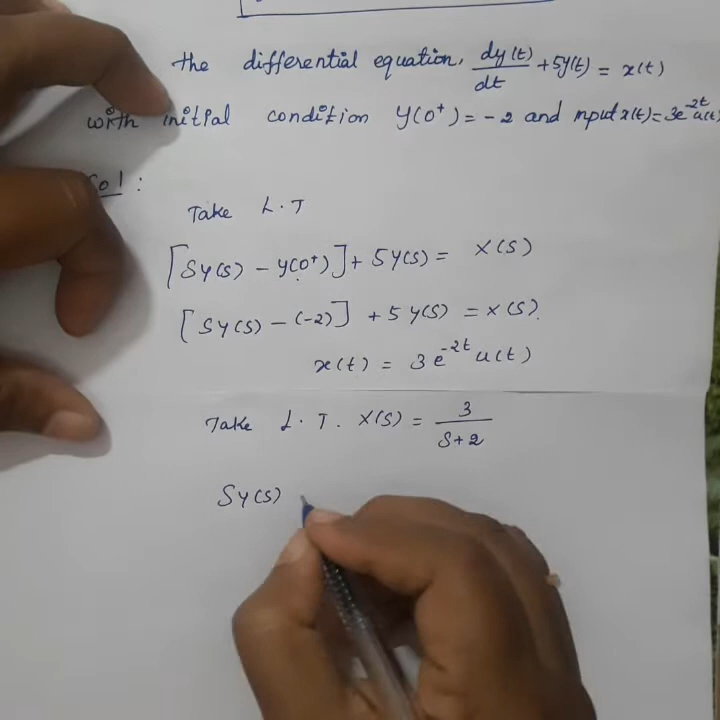 the differential equation, dy(t)/dt + 5y(t) = x(t)
with initial condition y(0⁺) = -2 and nput x(t) = 3e^-2t u(t)
Sol :
Take L.T
[SY(S) - y(0⁺)] + 5Y(S) = X(S)
[SY(S) - (-2)] + 5Y(S) = X(S).
x(t) = 3e^-2t u(t)
Take L.T. X(S) = 3/S+2
SY(S)